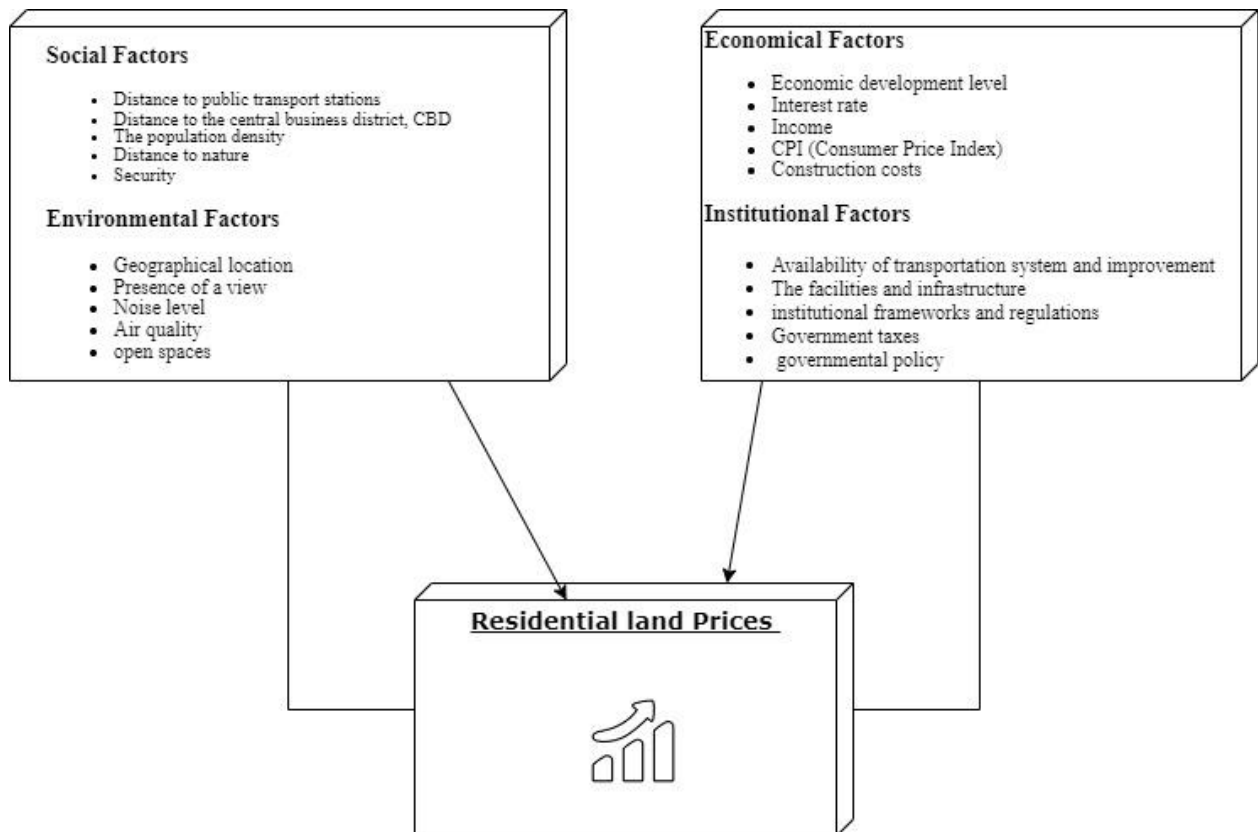 Social Factors
Distance to public transport stations
Distance to the central business district, CBD
The population density
Distance to nature
Security
Environmental Factors
Geographical location
Presence of a view
Noise level
Air quality
open spaces
Economical Factors
Economic development level
Interest rate
Income
CPI (Consumer Price Index)
Construction costs
Institutional Factors
Availability of transportation system and improvement
The facilities and infrastructure
institutional frameworks and regulations
Government taxes
governmental policy
Residential land Prices